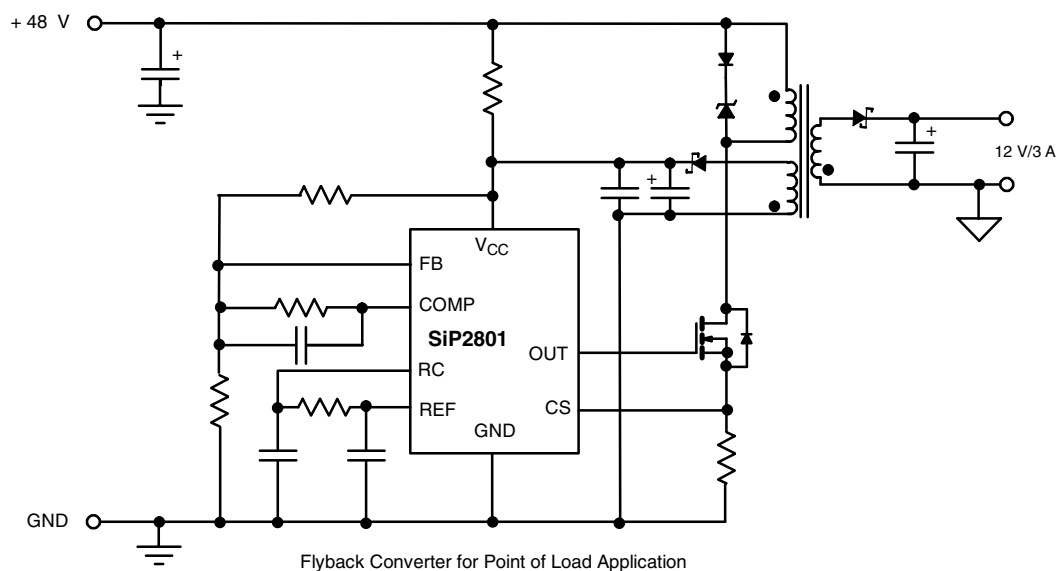 + 48 V
+
+
+
12 V/3 A
VCC
FB
COMP
SiP2801
OUT
RC
REF
CS
GND
GND
Flyback Converter for Point of Load Application